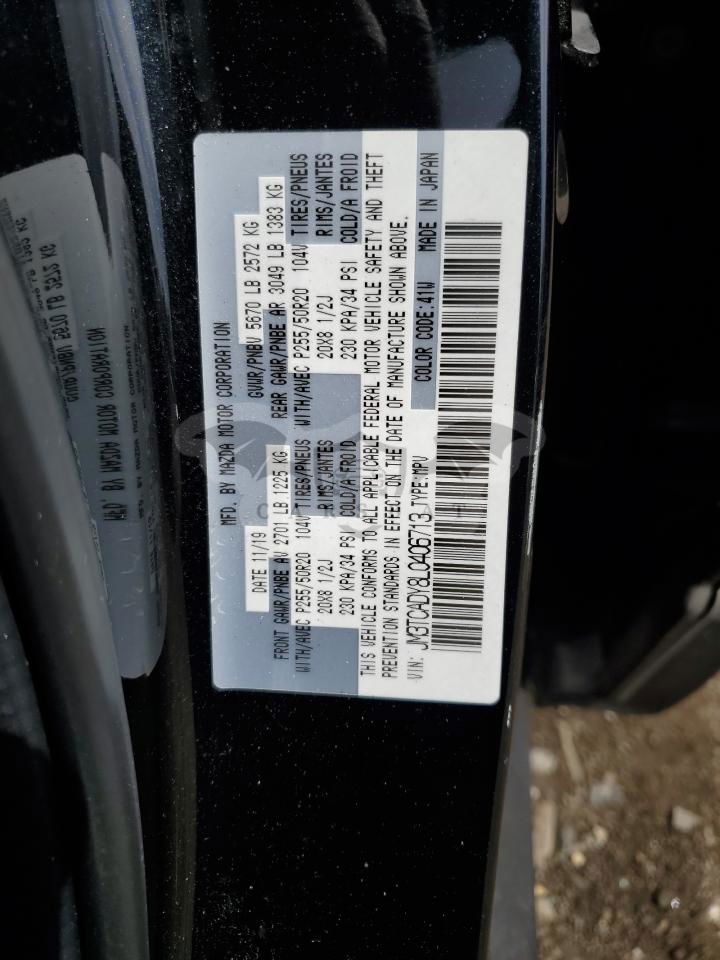 MFD. BY MAZDA MOTOR CORPORATION
DATE 11/19 GVWR/PNBV 5670 LB 2572 KG
FRONT GAWR/PNBE AV 2701 LB 1225 KG REAR GAWR/PNBE AR 3049 LB 1383 KG
WITH/AVEC P255/50R20 104V TIRES/PNEUS WITH/AVEC P255/50R20 104V TIRES/PNEUS
20X8 1/2J RIMS/JANTES 20X8 1/2J RIMS/JANTES
230 KPA/34 PSI COLD/A FROID 230 KPA/34 PSI COLD/A FROID
THIS VEHICLE CONFORMS TO ALL APPLICABLE FEDERAL MOTOR VEHICLE SAFETY AND THEFT
PREVENTION STANDARDS IN EFFECT ON THE DATE OF MANUFACTURE SHOWN ABOVE.
VIN: JM3TCADY8L0406713 TYPE:MPV COLOR CODE:41W MADE IN JAPAN